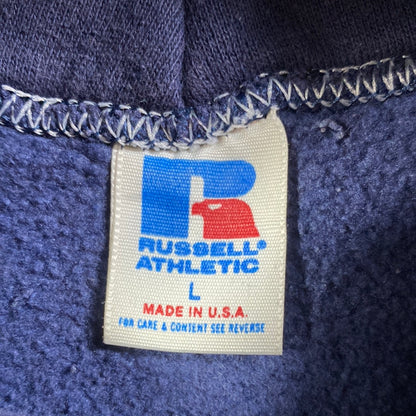 R
RUSSELL®
ATHLETIC
L
MADE IN U.S.A.
FOR CARE & CONTENT SEE REVERSE